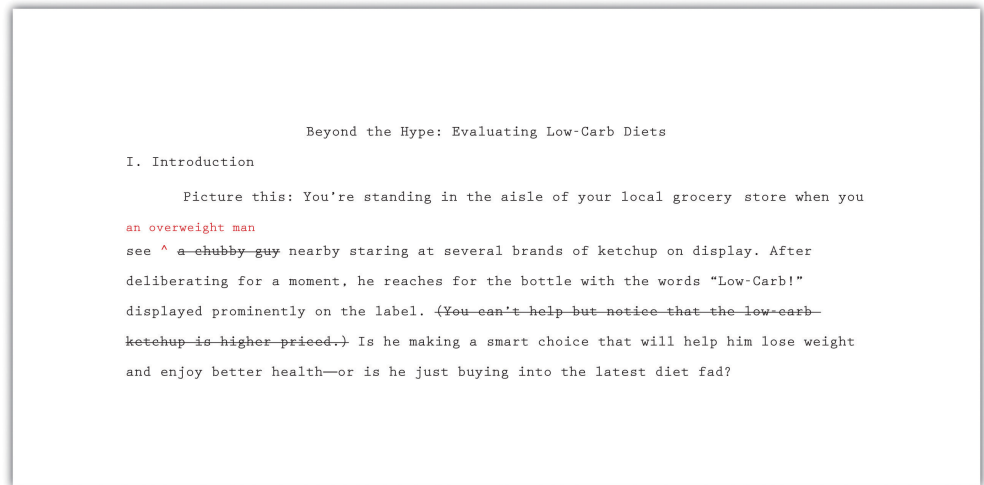 Beyond the Hype: Evaluating Low-Carb Diets
I. Introduction
Picture this: You're standing in the aisle of your local grocery store when you
an overweight man
see ^ a chubby guy nearby staring at several brands of ketchup on display. After
deliberating for a moment, he reaches for the bottle with the words “Low-Carb!”
displayed prominently on the label. (You can't help but notice that the low-carb
ketchup is higher priced.) Is he making a smart choice that will help him lose weight
and enjoy better health—or is he just buying into the latest diet fad?